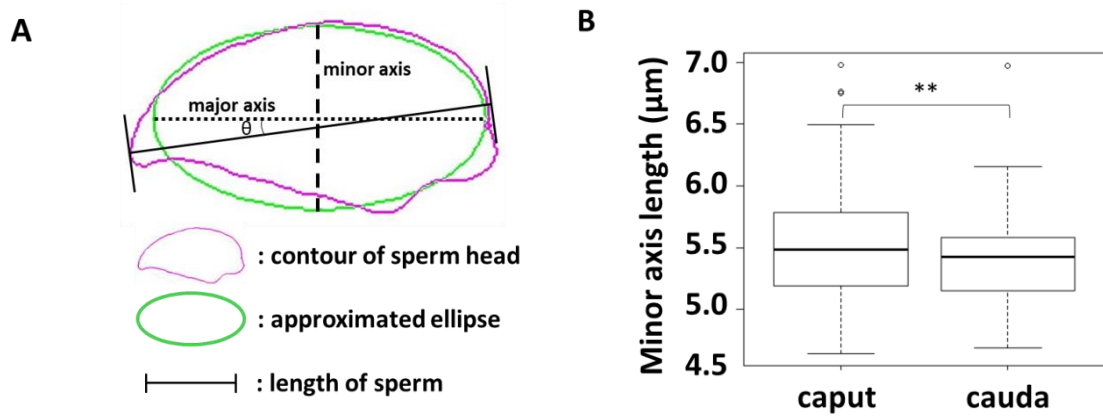 A
minor axis
major axis
θ
: contour of sperm head
: approximated ellipse
: length of sperm
B
Minor axis length (μm)
7.0
6.5
6.0
5.5
5.0
4.5
**
caput
cauda